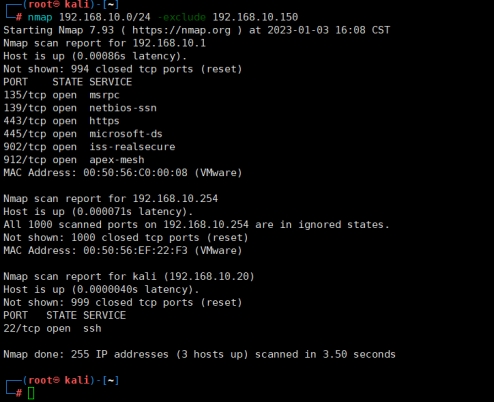 ┌──(root㉿ kali)-[~]
└─# nmap 192.168.10.0/24 -exclude 192.168.10.150
Starting Nmap 7.93 ( https://nmap.org ) at 2023-01-03 16:08 CST
Nmap scan report for 192.168.10.1
Host is up (0.00086s latency).
Not shown: 994 closed tcp ports (reset)
PORT    STATE SERVICE
135/tcp open  msrpc
139/tcp open  netbios-ssn
443/tcp open  https
445/tcp open  microsoft-ds
902/tcp open  iss-realsecure
912/tcp open  apex-mesh
MAC Address: 00:50:56:C0:00:08 (VMware)

Nmap scan report for 192.168.10.254
Host is up (0.000071s latency).
All 1000 scanned ports on 192.168.10.254 are in ignored states.
Not shown: 1000 closed tcp ports (reset)
MAC Address: 00:50:56:EF:22:F3 (VMware)

Nmap scan report for kali (192.168.10.20)
Host is up (0.0000040s latency).
Not shown: 999 closed tcp ports (reset)
PORT   STATE SERVICE
22/tcp open  ssh

Nmap done: 255 IP addresses (3 hosts up) scanned in 3.50 seconds

┌──(root㉿ kali)-[~]
└─#